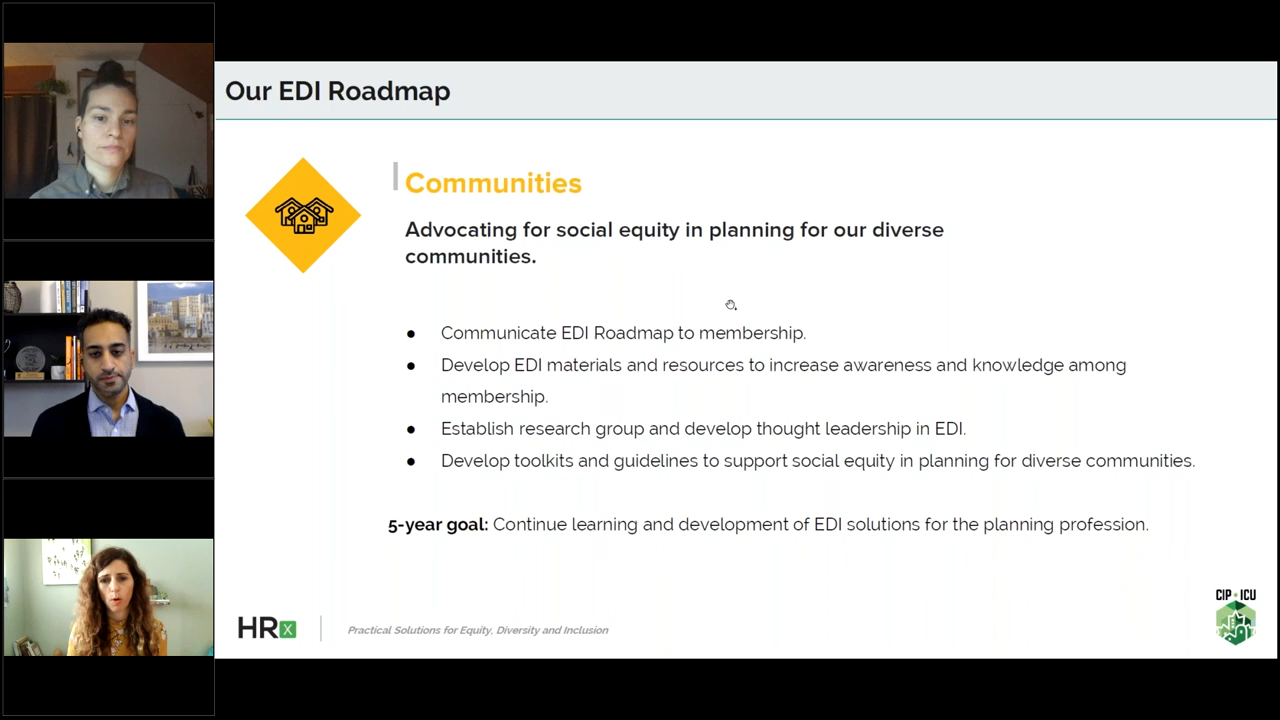 Our EDI Roadmap
Communities
Advocating for social equity in planning for our diverse
communities.
● Communicate EDI Roadmap to membership.
● Develop EDI materials and resources to increase awareness and knowledge among
membership.
● Establish research group and develop thought leadership in EDI.
● Develop toolkits and guidelines to support social equity in planning for diverse communities.
5-year goal: Continue learning and development of EDI solutions for the planning profession.
HRx
Practical Solutions for Equity, Diversity and Inclusion
CIP·ICU